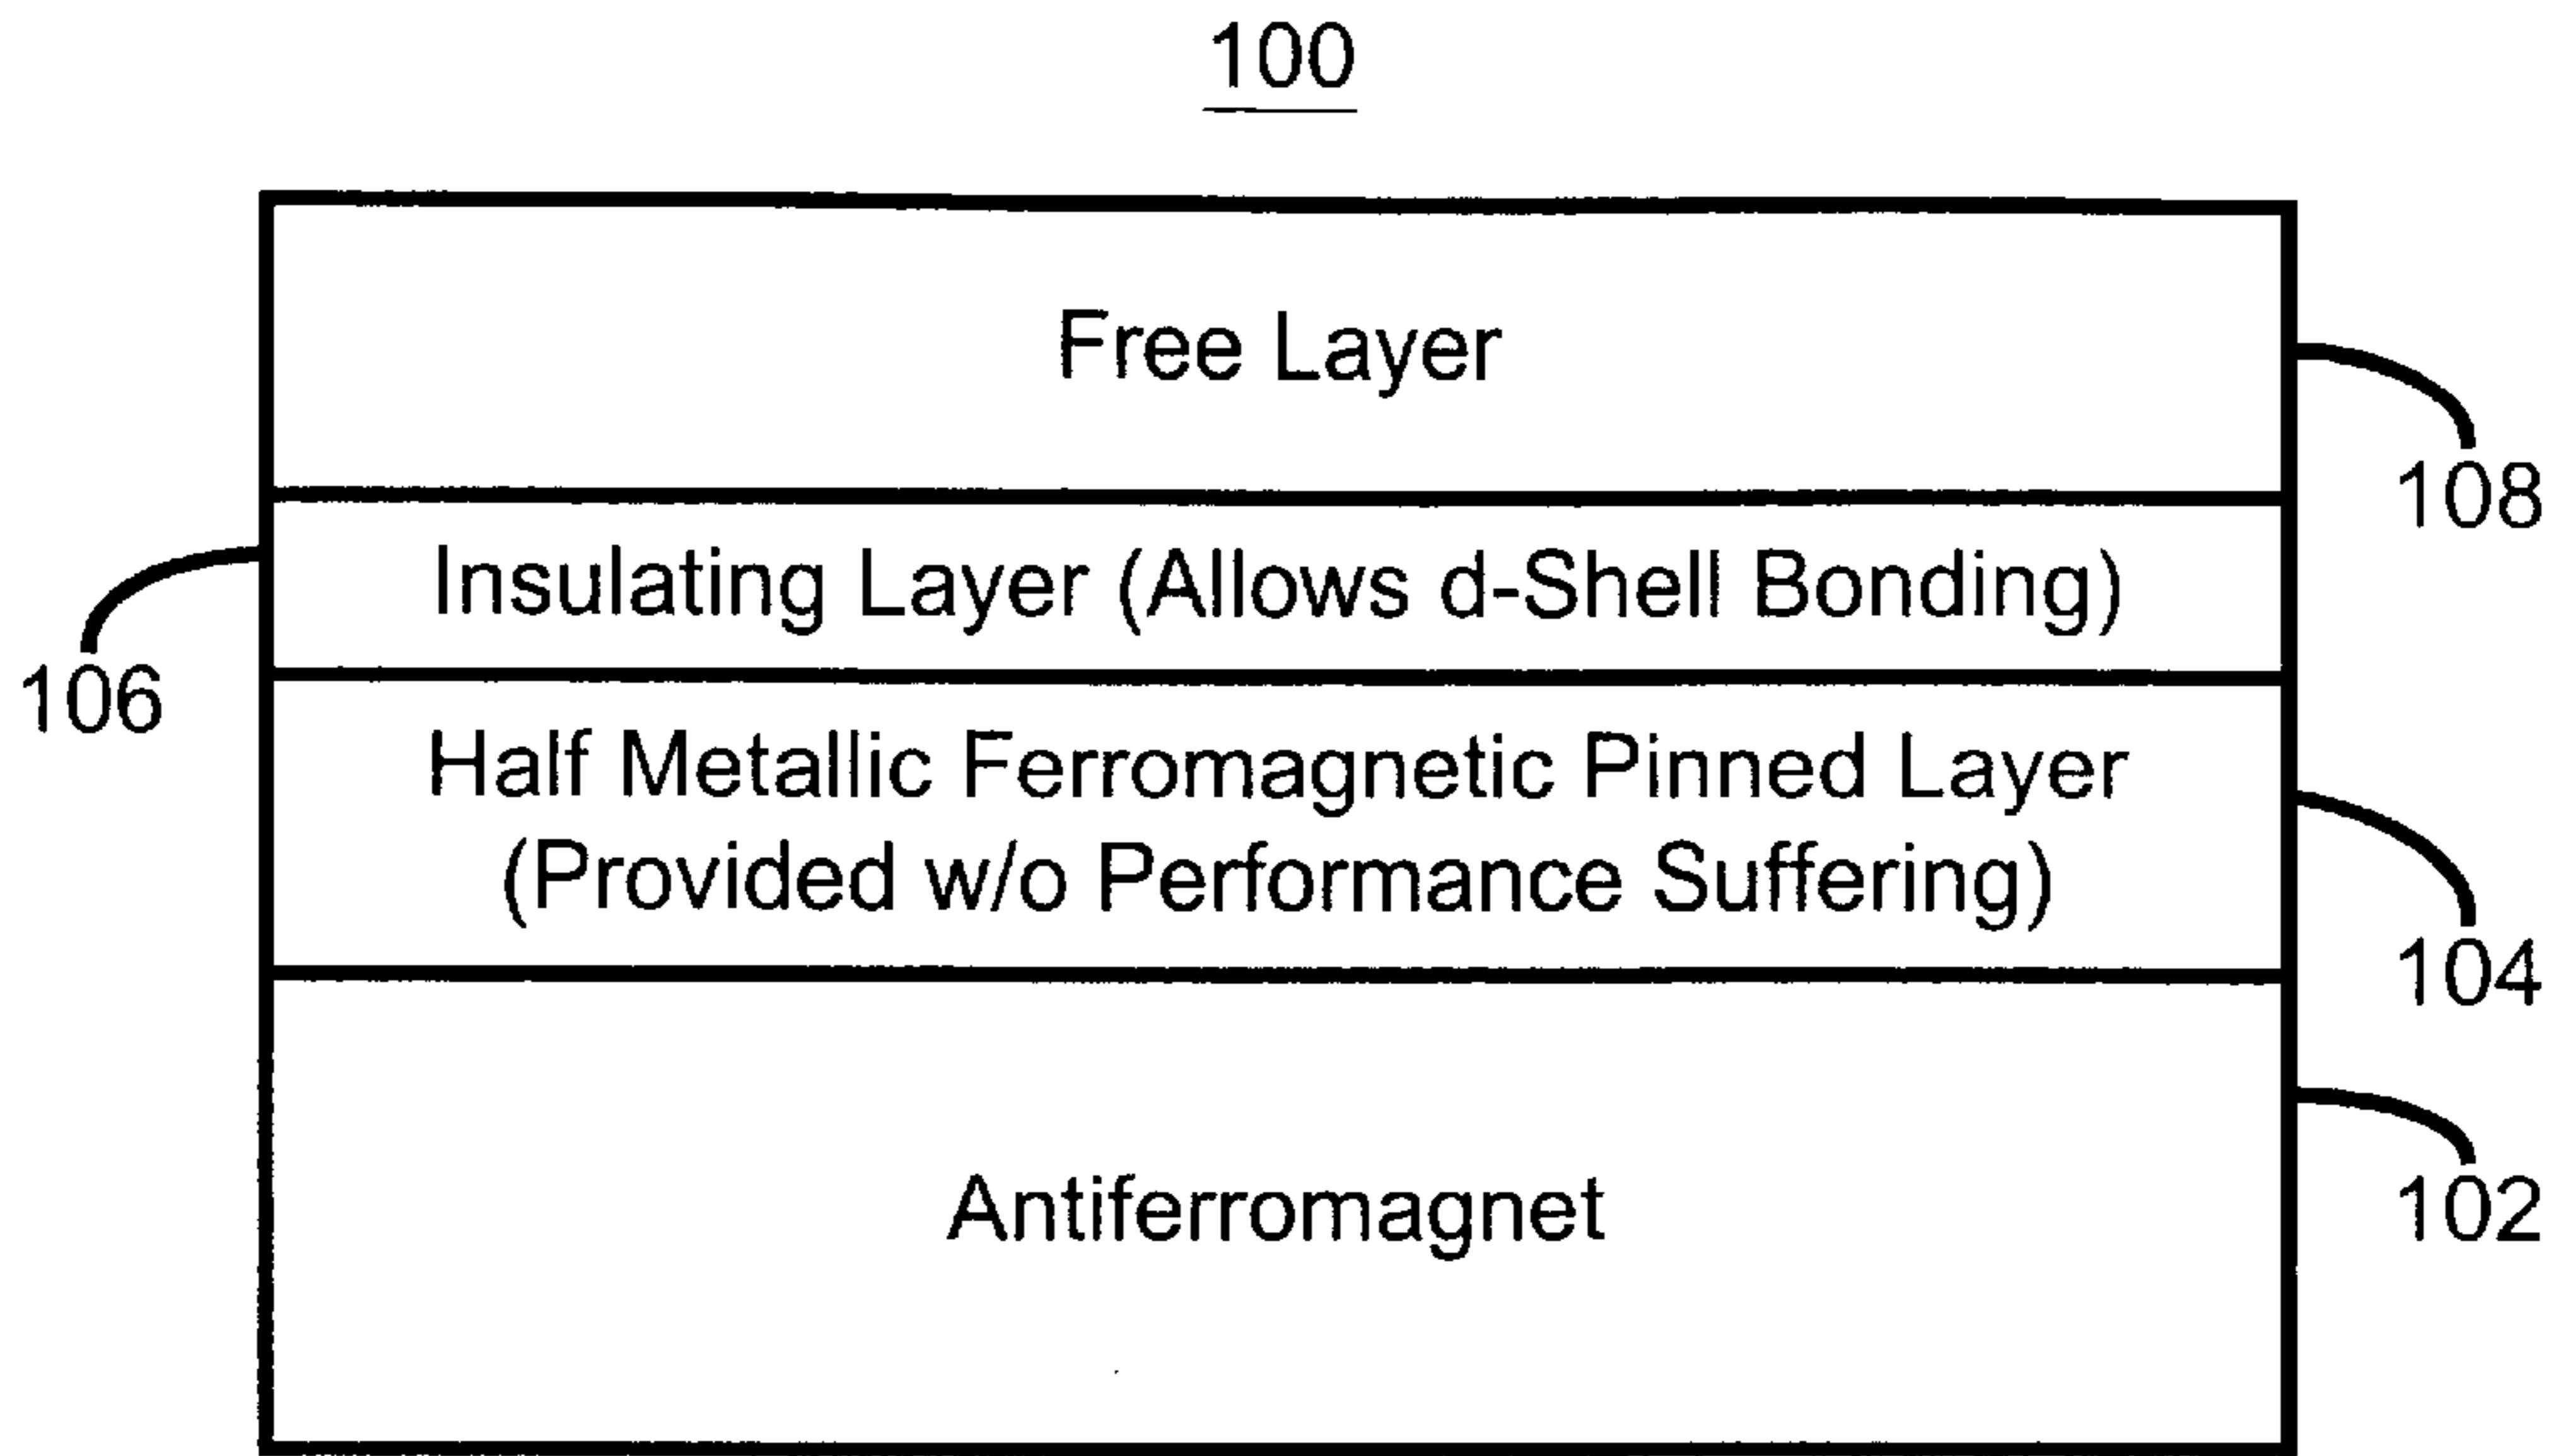 100
Free Layer
108
Insulating Layer (Allows d-Shell Bonding)
106
Half Metallic Ferromagnetic Pinned Layer
(Provided w/o Performance Suffering)
104
Antiferromagnet
102